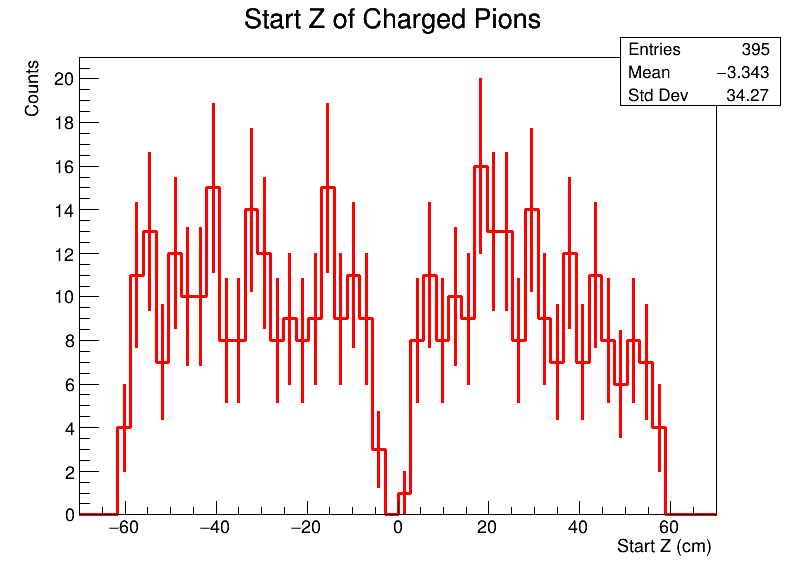 Start Z of Charged Pions
Entries 395
Mean −3.343
Std Dev 34.27
Counts
20
18
16
14
12
10
8
6
4
2
0
−60 −40 −20 0 20 40 60
Start Z (cm)